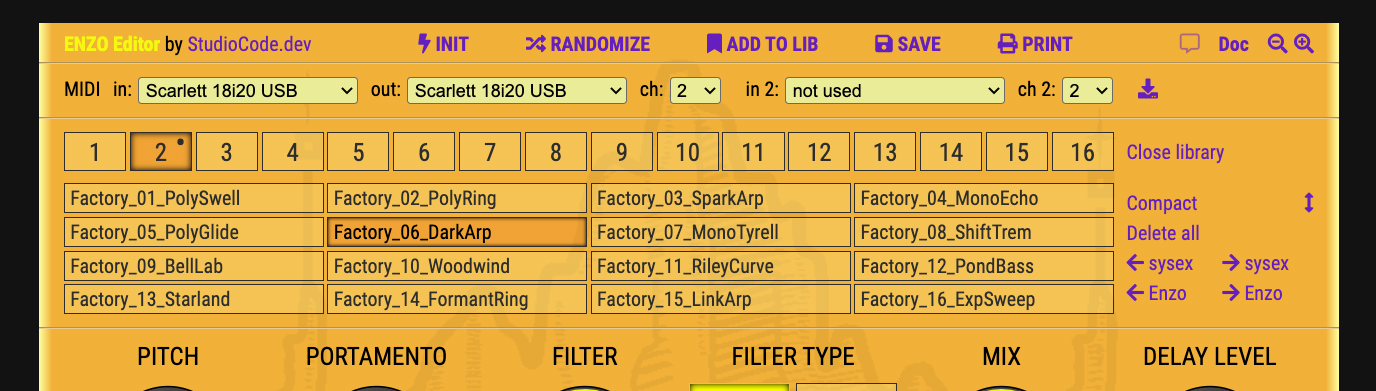 ENZO Editor by StudioCode.dev INIT RANDOMIZE ADD TO LIB SAVE PRINT Doc
MIDI in: Scarlett 18i20 USB out: Scarlett 18i20 USB ch: 2 in 2: not used ch 2: 2
1 2 3 4 5 6 7 8 9 10 11 12 13 14 15 16 Close library
Factory_01_PolySwell Factory_02_PolyRing Factory_03_SparkArp Factory_04_MonoEcho Compact
Factory_05_PolyGlide Factory_06_DarkArp Factory_07_MonoTyrell Factory_08_ShiftTrem Delete all
Factory_09_BellLab Factory_10_Woodwind Factory_11_RileyCurve Factory_12_PondBass ← sysex → sysex
Factory_13_Starland Factory_14_FormantRing Factory_15_LinkArp Factory_16_ExpSweep ← Enzo → Enzo
PITCH PORTAMENTO FILTER FILTER TYPE MIX DELAY LEVEL